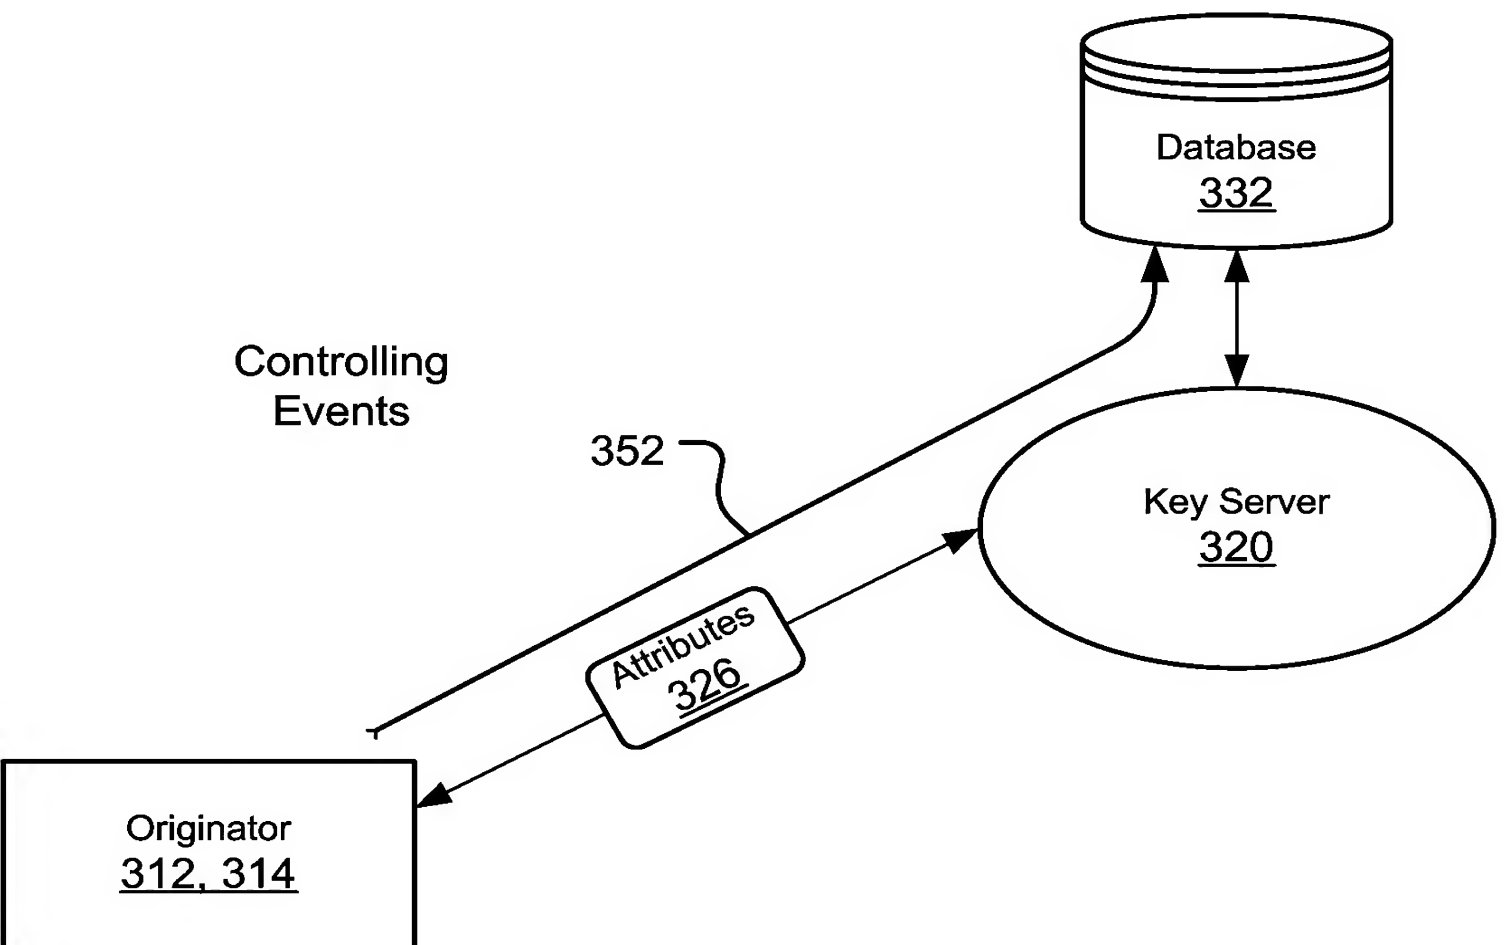 Database
332
Controlling
Events
352
Key Server
320
Attributes
326
Originator
312, 314